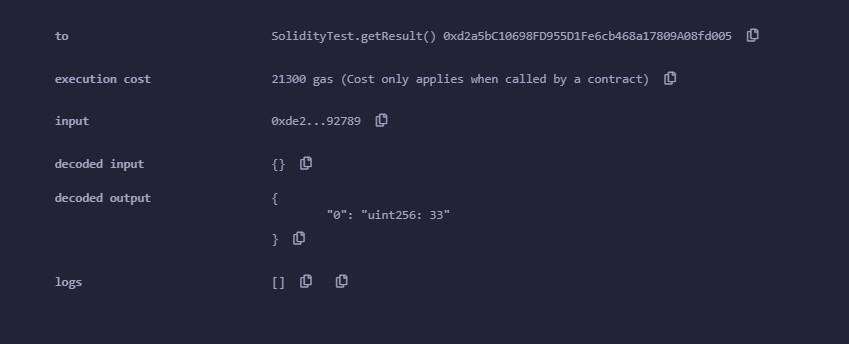 to SolidityTest.getResult() 0xd2a5bC10698FD955D1Fe6cb468a17809A08fd005
execution cost 21300 gas (Cost only applies when called by a contract)
input 0xde2...92789
decoded input {}
decoded output {
"0": "uint256: 33"
}
logs []